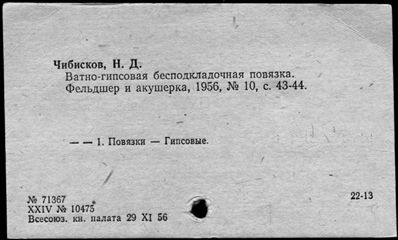 Чибисков, Н. Д.
Ватно-гипсовая бесподкладочная повязка.
Фельдшер и акушерка, 1956, № 10, с. 43-44.
— — 1. Повязки — Гипсовые.
№ 71367
22-13
XXIV № 10475*
Всесоюз. кн. палата 29 XI 56